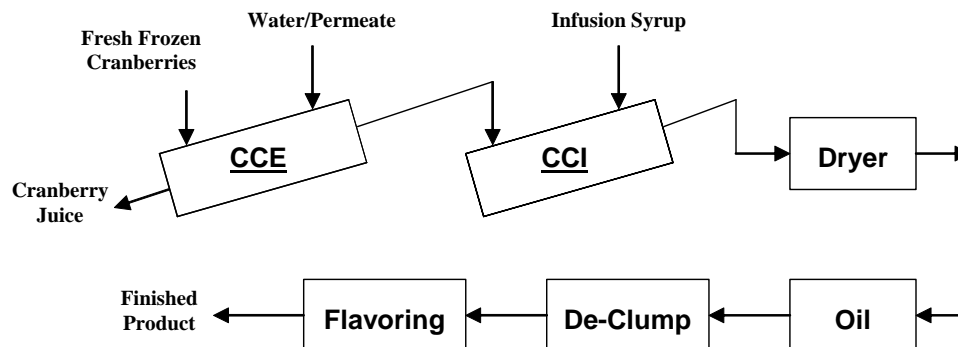 Water/Permeate
Infusion Syrup
Fresh Frozen
Cranberries
CCE
CCI
Dryer
Cranberry
Juice
Finished
Product
Flavoring
De-Clump
Oil